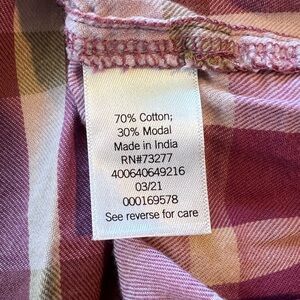 70% Cotton;
30% Modal
Made in India
RN#73277
400640649216
03/21
000169578
See reverse for care